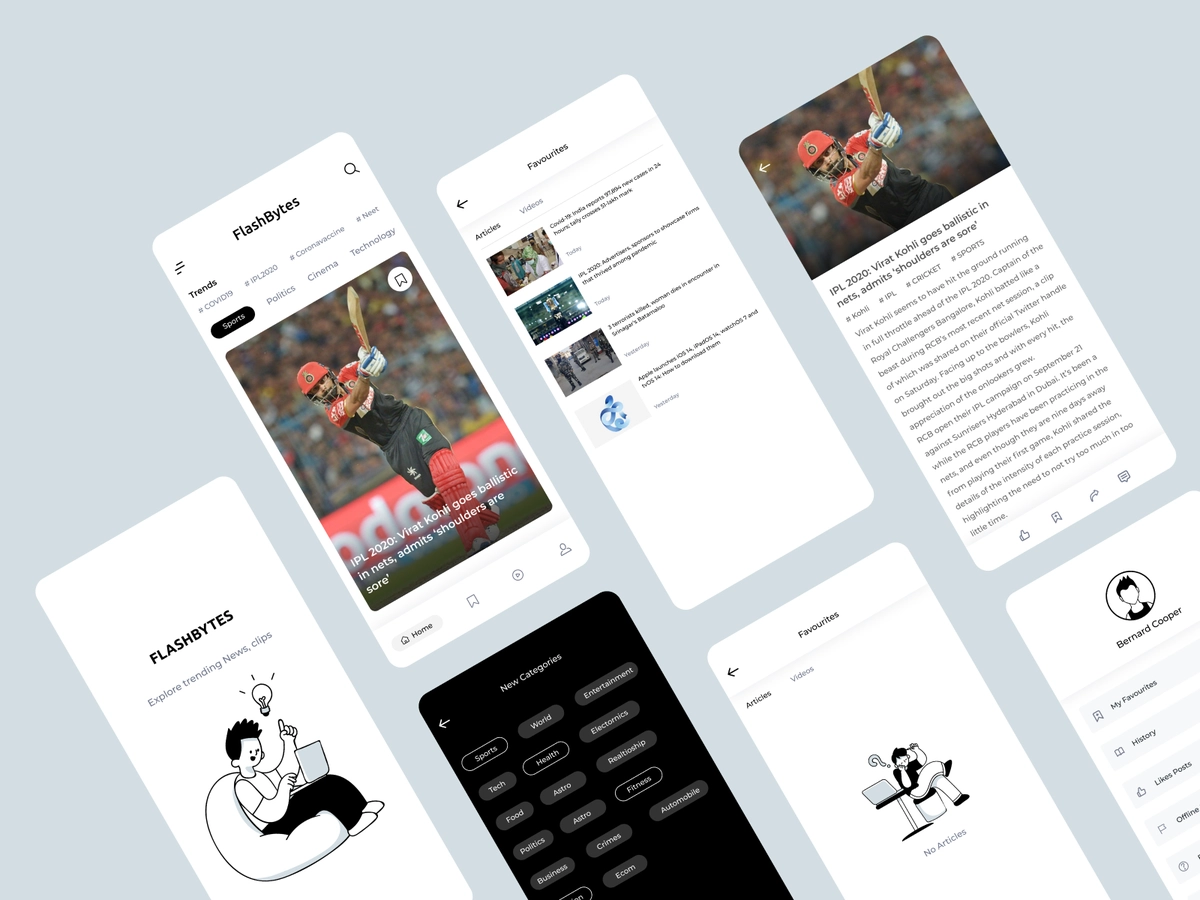 FlashBytes
Trends
# COVID19 # IPL2020 # Coronavaccine # Neet
Sports Politics Cinema Technology
IPL 2020: Virat Kohli goes ballistic
in nets, admits 'shoulders are
sore'
Home
Favourites
Articles Videos
Covid-19: India reports 97,894 new cases in 24
hours; tally crosses 51-lakh mark
Today
IPL 2020: Advertisers, sponsors to showcase firms
that thrived among pandemic
Today
3 terrorists killed, woman dies in encounter in
Srinagar's Batamaloo
Yesterday
Apple launches iOS 14, iPadOS 14, watchOS 7 and
tvOS 14: How to download them
Yesterday
IPL 2020: Virat Kohli goes ballistic in
nets, admits 'shoulders are sore'
# Kohli # IPL # CRICKET # SPORTS
Virat Kohli seems to have hit the ground running
in full throttle ahead of the IPL 2020. Captain of the
Royal Challengers Bangalore, Kohli batted like a
beast during RCB's most recent net session, a clip
of which was shared on their official Twitter handle
on Saturday. Facing up to the bowlers, Kohli
brought out the big shots and with every hit, the
appreciation of the onlookers grew.
RCB open their IPL campaign on September 21
against Sunrisers Hyderabad in Dubai. It's been a
while the RCB players have been practicing in the
nets, and even though they are nine days away
from playing their first game, Kohli shared the
details of the intensity of each practice session,
highlighting the need to not try too much in too
little time.
FLASHBYTES
Explore trending News, clips
New Categories
Sports World Entertainment
Tech Health Electornics
Food Astro Realtioship
Politics Astro Fitness
Business Crimes Automobile
Ecom
Favourites
Articles Videos
No Articles
Bernard Cooper
My Favourites
History
Likes Posts
Offline